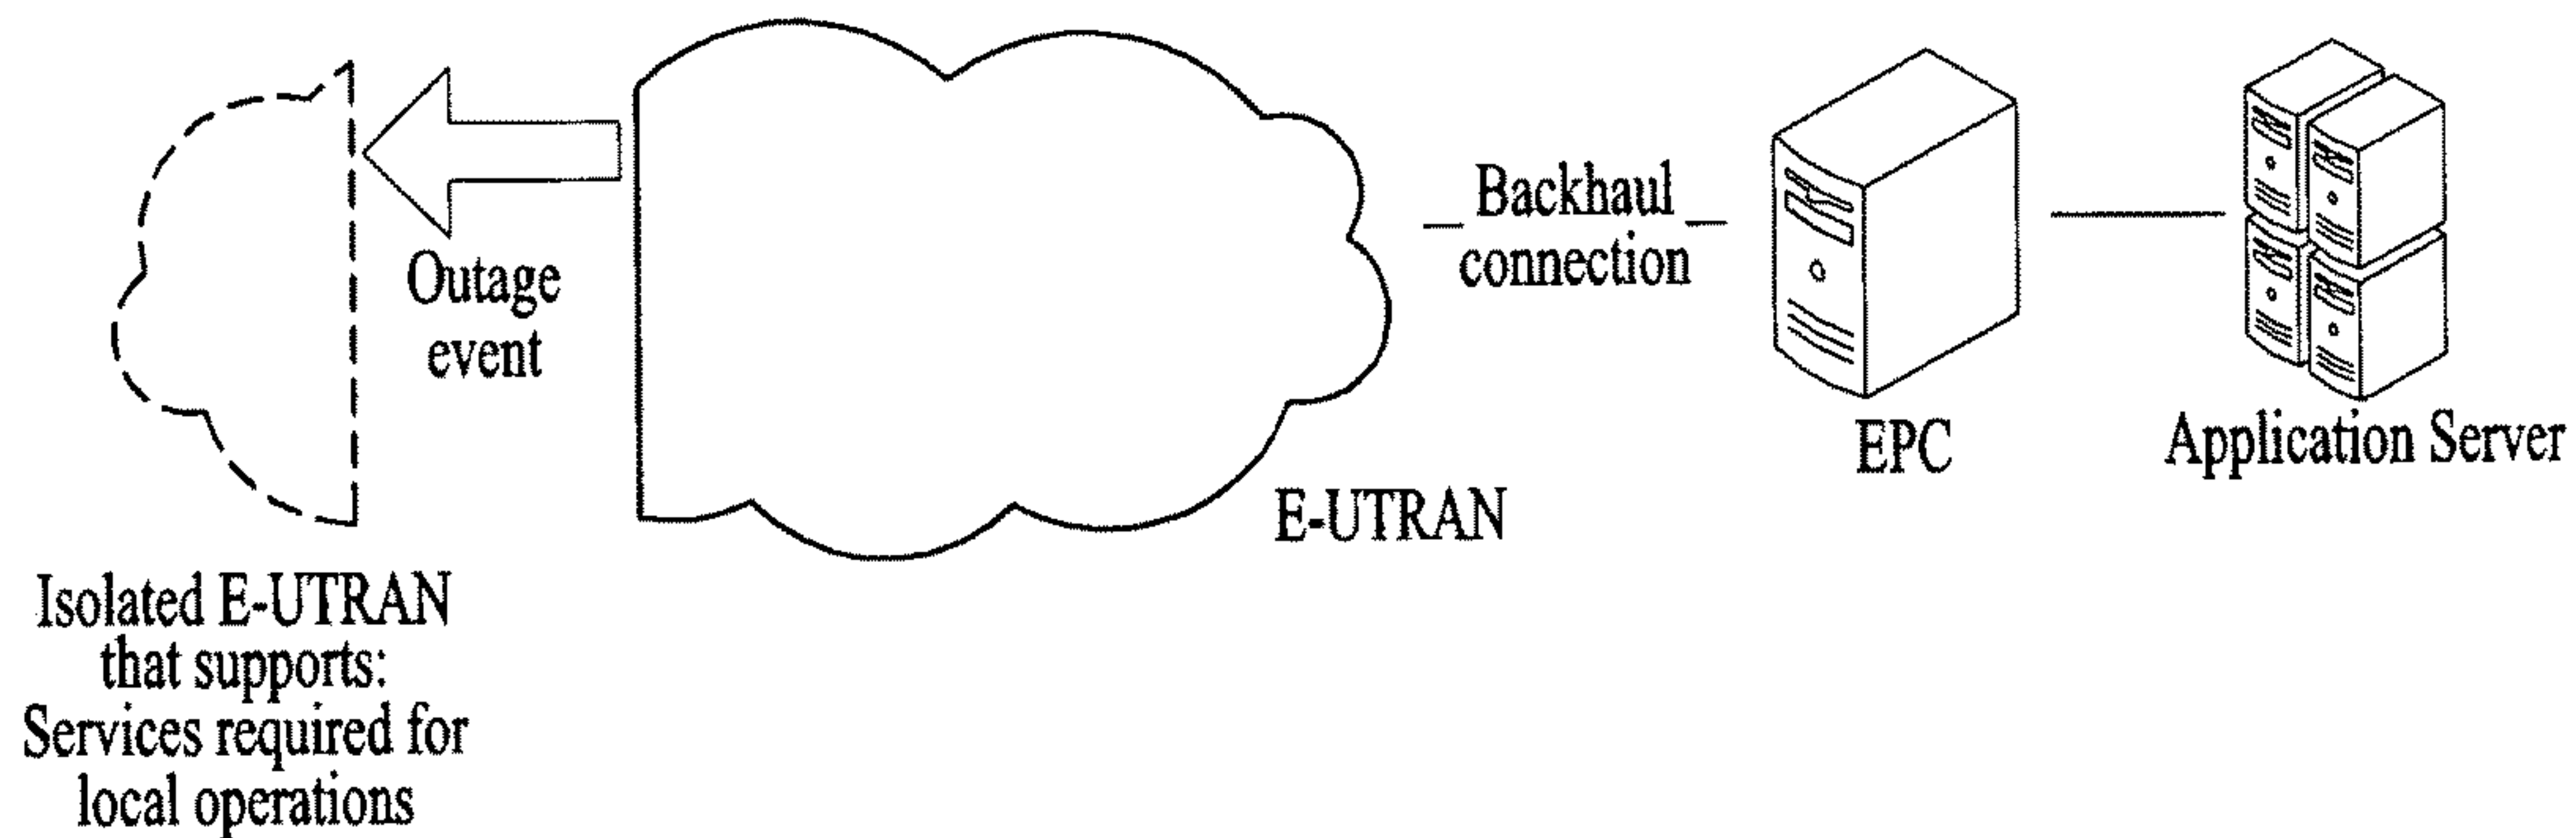 Outage
event
Backhaul
connection
EPC
Application Server
E-UTRAN
Isolated E-UTRAN
that supports:
Services required for
local operations